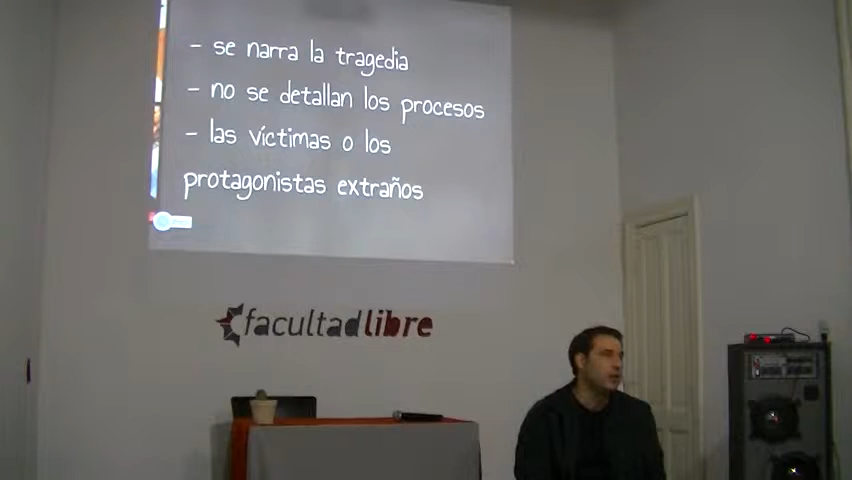 - se narra la tragedia
- no se detallan los procesos
- las víctimas o los
protagonistas extraños
facultadlibre